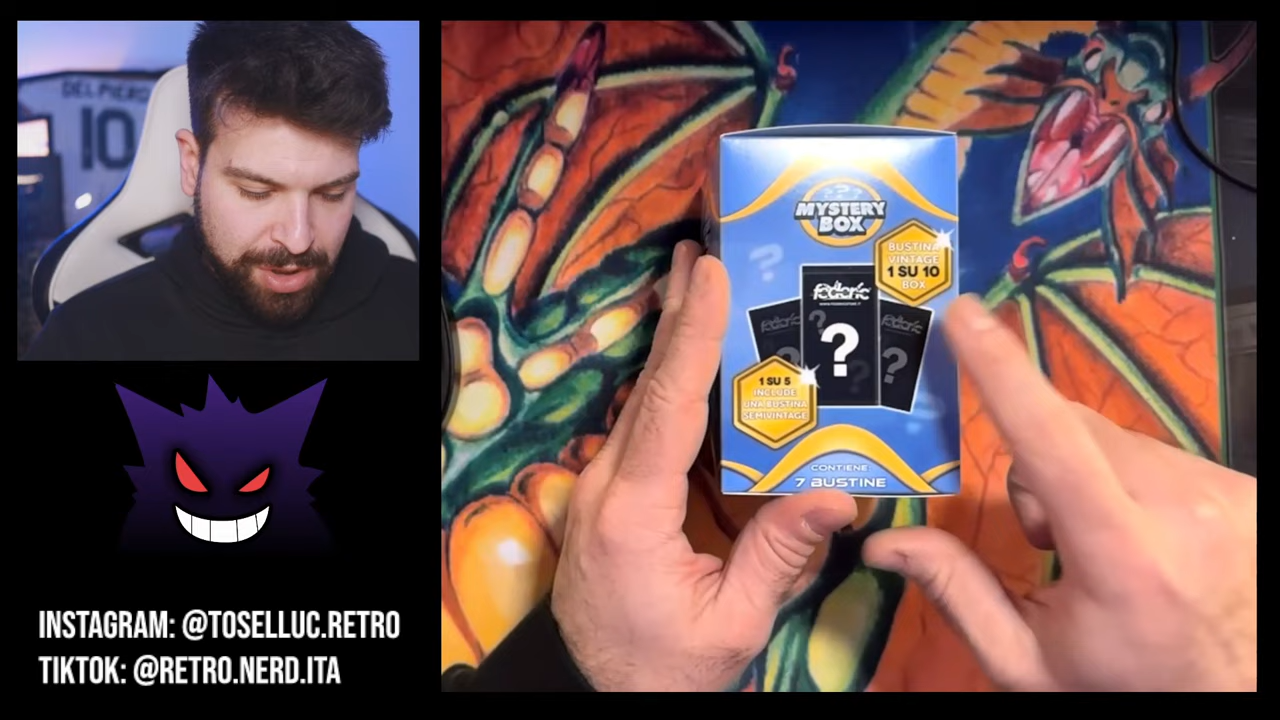 DEL PIERO
10
MYSTERY
BOX
BUSTINA
VINTAGE
1 SU 10
BOX
1 SU 5
INCLUDE
UNA BUSTINA
SEMIVINTAGE
CONTIENE:
7 BUSTINE
INSTAGRAM: @TOSELLUC.RETRO
TIKTOK: @RETRO.NERD.ITA